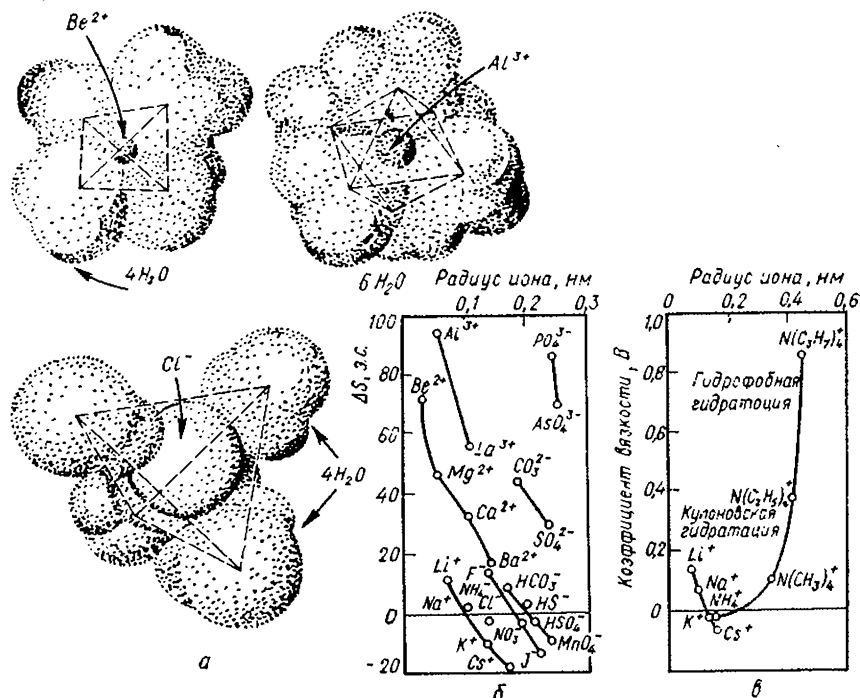 Be²⁺
Al³⁺
4H₂O
6H₂O
Cl⁻
4H₂O
а
Радиус иона, нм
0,1 0,2 0,3
ΔS, э.с.
100
80
60
40
20
0
-20
Al³⁺
PO₄³⁻
Be²⁺
AsO₄³⁻
La³⁺
CO₃²⁻
Mg²⁺
Ca²⁺
SO₄²⁻
Ba²⁺
Li⁺
F⁻
NH₄
HCO₃⁻
Na⁺
Cl⁻
HS⁻
NO₃
HSO₄⁻
K⁺
MnO₄⁻
Cs⁺
J⁻
б
Радиус иона, нм
0 0,2 0,4 0,6
Коэффициент вязкости, В
1,0
0,8
0,6
0,4
0,2
0
N(C₃H₇)₄⁺
Гидрофобная
гидратация
N(C₂H₅)₄⁺
Кулоновская
гидратация
Li⁺
Na⁺
N(CH₃)₄⁺
NH₄⁺
K⁺
Cs⁺
в